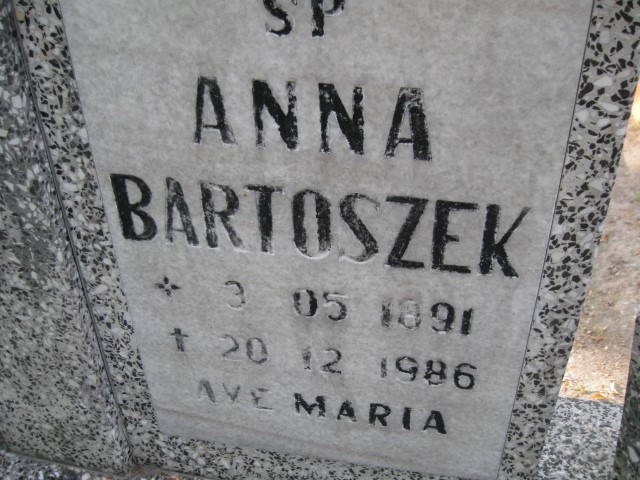 ŚP
ANNA
BARTOSZEK
* 3 05 1891
† 20 12 1986
AVE MARIA